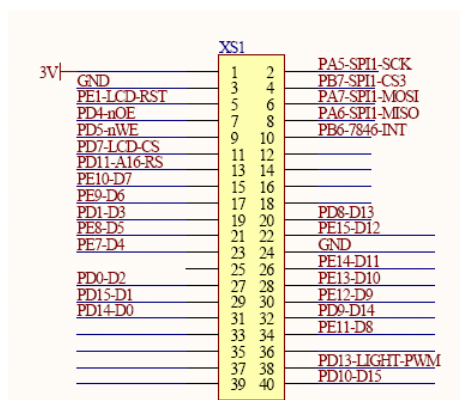 XS1
3V 1 2 PA5-SPI1-SCK
GND 3 4 PB7-SPI1-CS3
PE1-LCD-RST 5 6 PA7-SPI1-MOSI
PD4-nOE 7 8 PA6-SPI1-MISO
PD5-nWE 9 10 PB6-7846-INT
PD7-LCD-CS 11 12
PD11-A16-RS 13 14
PE10-D7 15 16
PE9-D6 17 18
PD1-D3 19 20 PD8-D13
PE8-D5 21 22 PE15-D12
PE7-D4 23 24 GND
25 26 PE14-D11
PD0-D2 27 28 PE13-D10
PD15-D1 29 30 PE12-D9
PD14-D0 31 32 PD9-D14
33 34 PE11-D8
35 36
37 38 PD13-LIGHT-PWM
39 40 PD10-D15